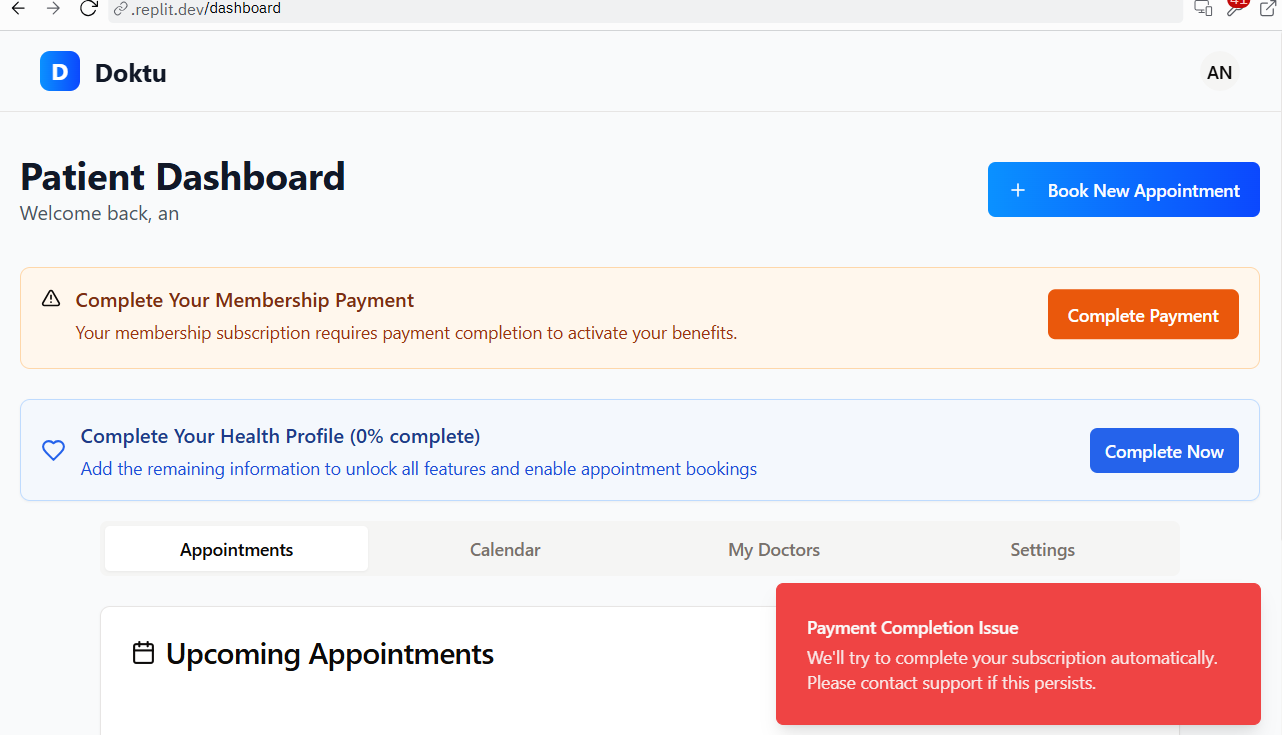 .replit.dev/dashboard
D Doktu
AN
Patient Dashboard
Welcome back, an
+ Book New Appointment
Complete Your Membership Payment
Your membership subscription requires payment completion to activate your benefits.
Complete Payment
Complete Your Health Profile (0% complete)
Add the remaining information to unlock all features and enable appointment bookings
Complete Now
Appointments
Calendar
My Doctors
Settings
Upcoming Appointments
Payment Completion Issue
We'll try to complete your subscription automatically.
Please contact support if this persists.